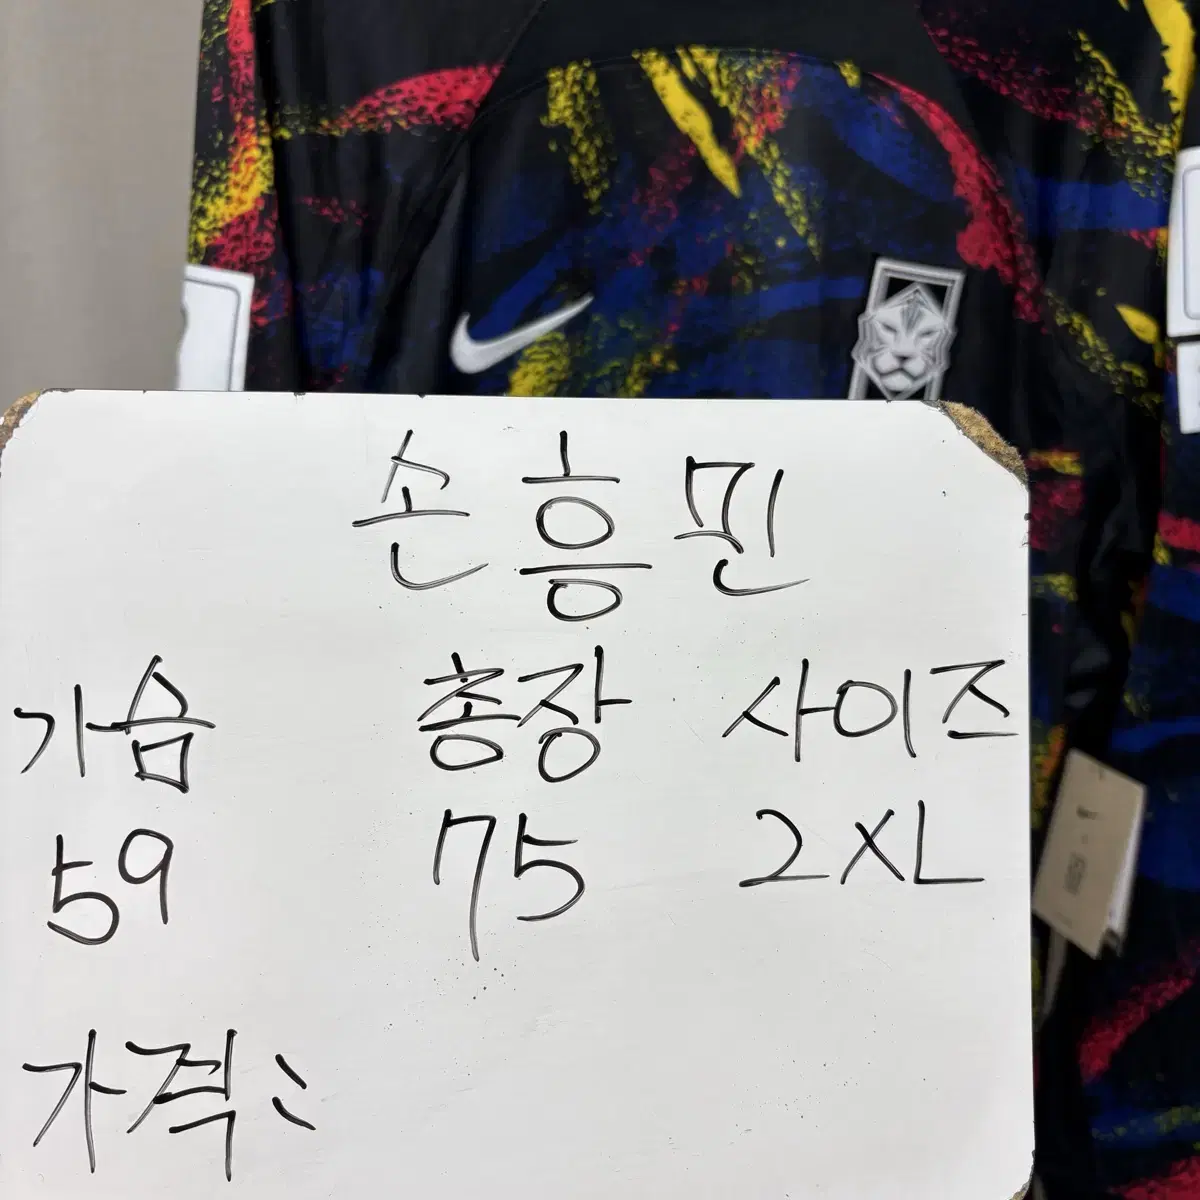 손흥민
가슴 총장 사이즈
59 75 2XL
가격: